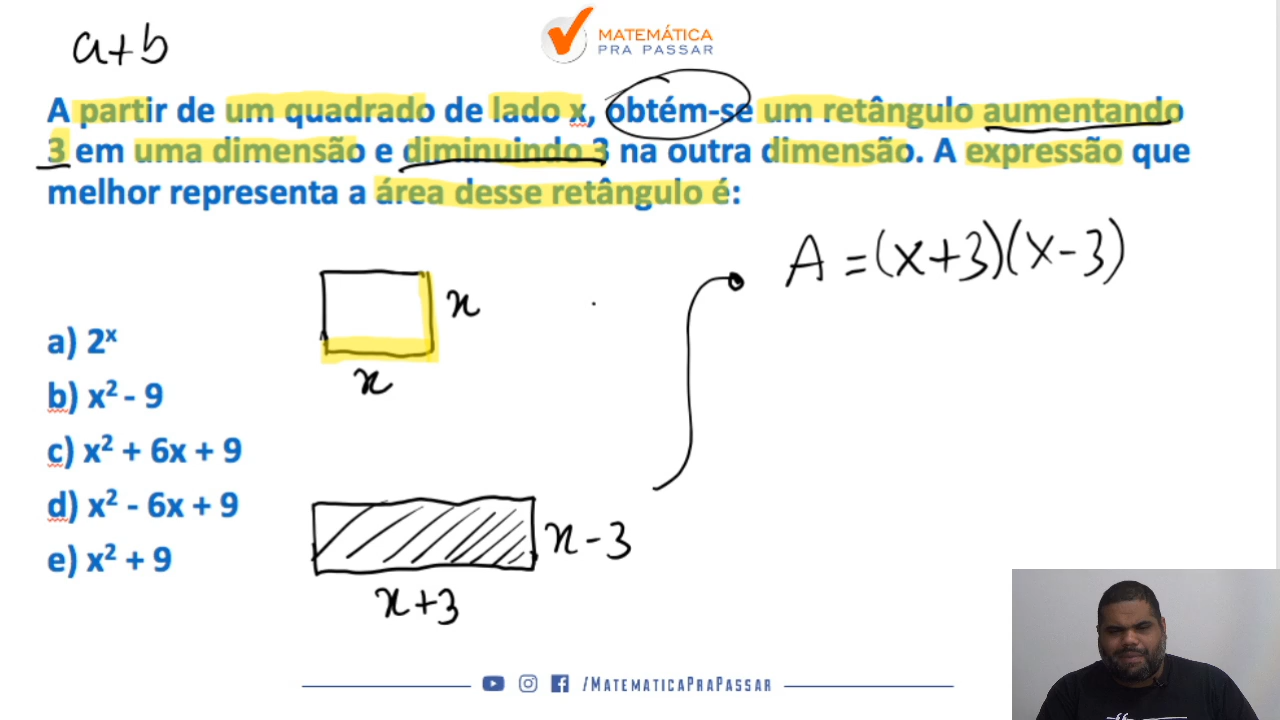 a+b
MATEMÁTICA
PRA PASSAR
A partir de um quadrado de lado x, obtém-se um retângulo aumentando
3 em uma dimensão e diminuindo 3 na outra dimensão. A expressão que
melhor representa a área desse retângulo é:
A = (x+3)(x-3)
x
x
a) 2ˣ
b) x² - 9
c) x² + 6x + 9
d) x² - 6x + 9
e) x² + 9
x-3
x+3
/MATEMATICAPRAPASSAR